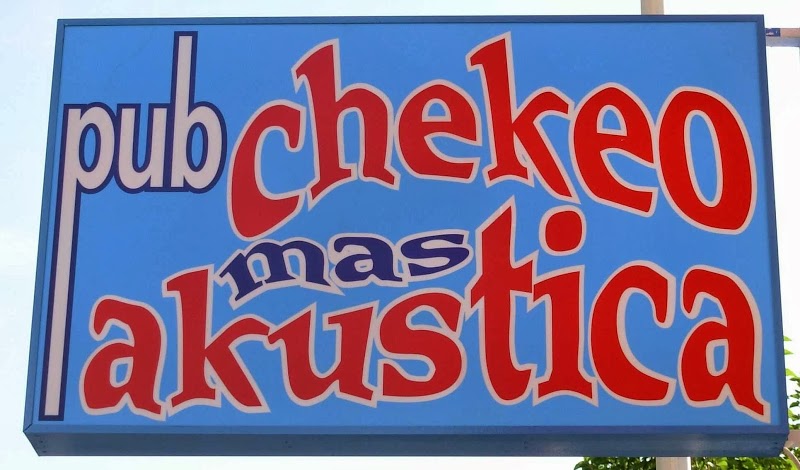 pub chekeo
mas
akustica